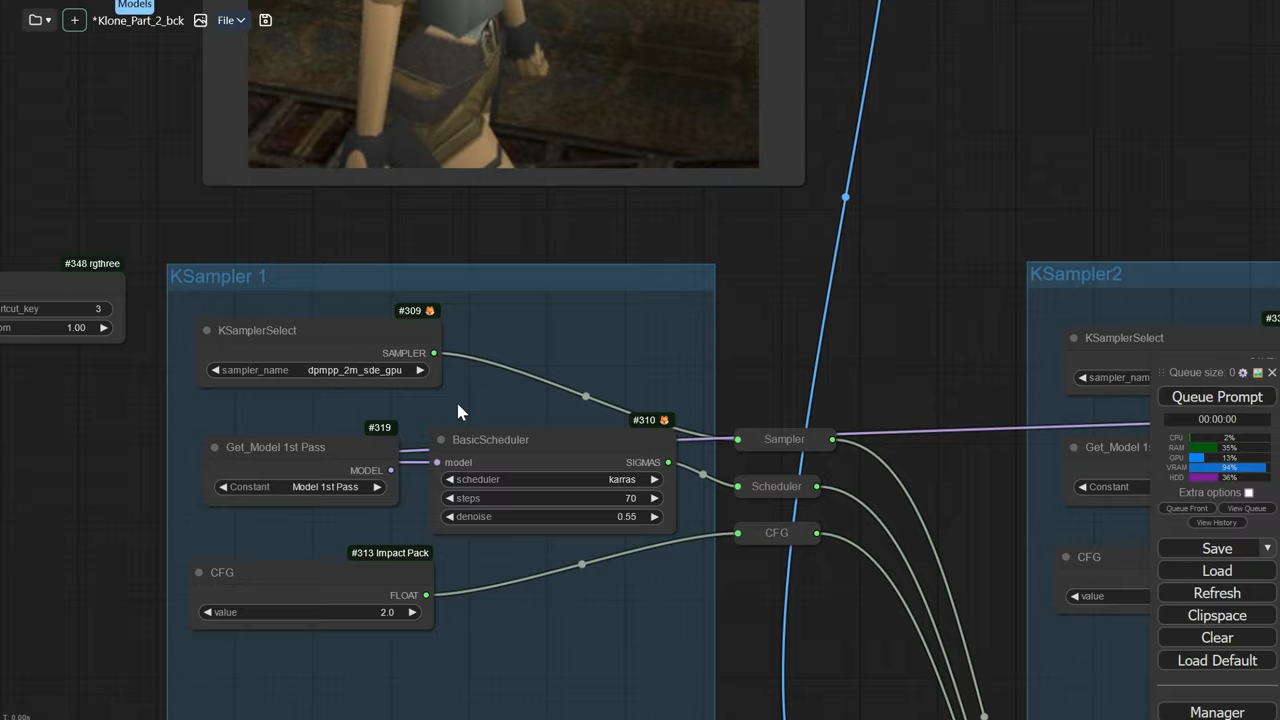 Models
*Klone_Part_2_bck
File
#348 rgthree
rtcut_key 3
om 1.00
KSampler 1
#309
KSamplerSelect
SAMPLER
sampler_name dpmpp_2m_sde_gpu
#319
Get_Model 1st Pass
MODEL
Constant Model 1st Pass
#310
BasicScheduler
model SIGMAS
scheduler karras
steps 70
denoise 0.55
#313 Impact Pack
CFG
FLOAT
value 2.0
Sampler
Scheduler
CFG
KSampler2
#33
KSamplerSelect
sampler_nam
Get_Model 1s
Constant
CFG
value
Queue size: 0
Queue Prompt
00:00:00
CPU 2%
RAM 35%
GPU 13%
VRAM 94%
HDD 36%
Extra options
Queue Front View Queue
View History
Save
Load
Refresh
Clipspace
Clear
Load Default
Manager
T: 0.00s